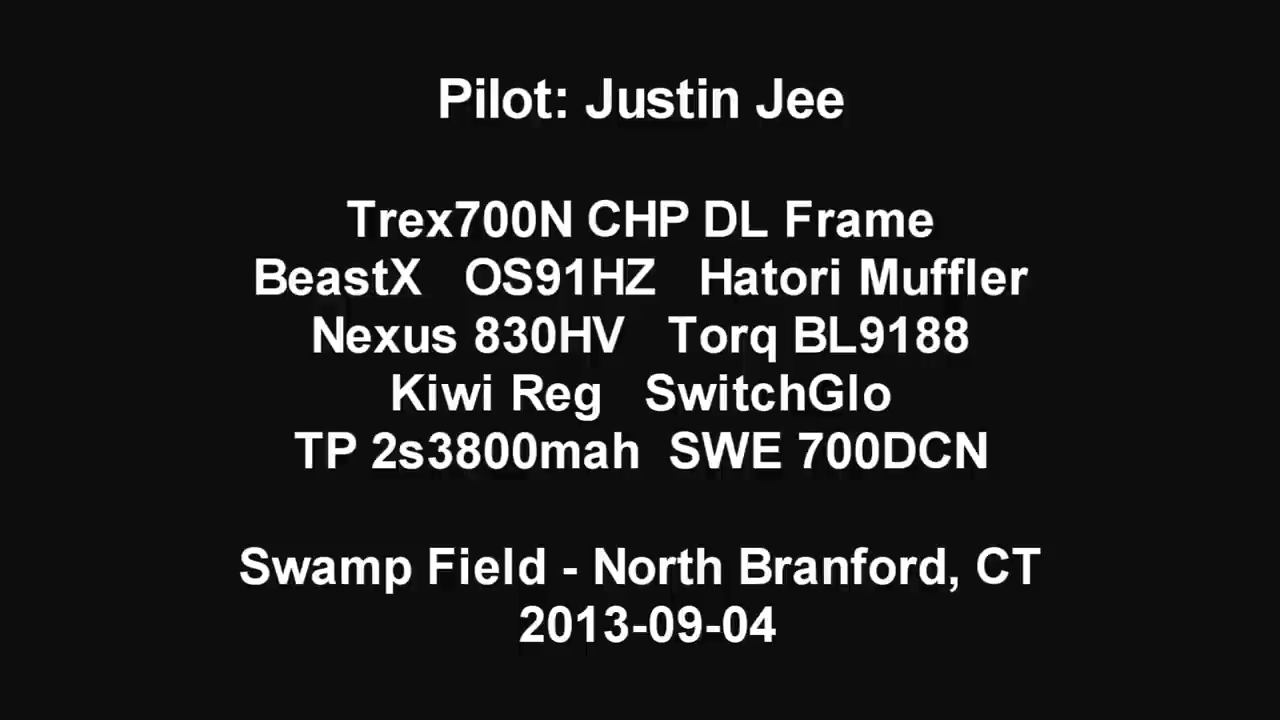 Pilot: Justin Jee
Trex700N CHP DL Frame
BeastX OS91HZ Hatori Muffler
Nexus 830HV Torq BL9188
Kiwi Reg SwitchGlo
TP 2s3800mah SWE 700DCN
Swamp Field - North Branford, CT
2013-09-04